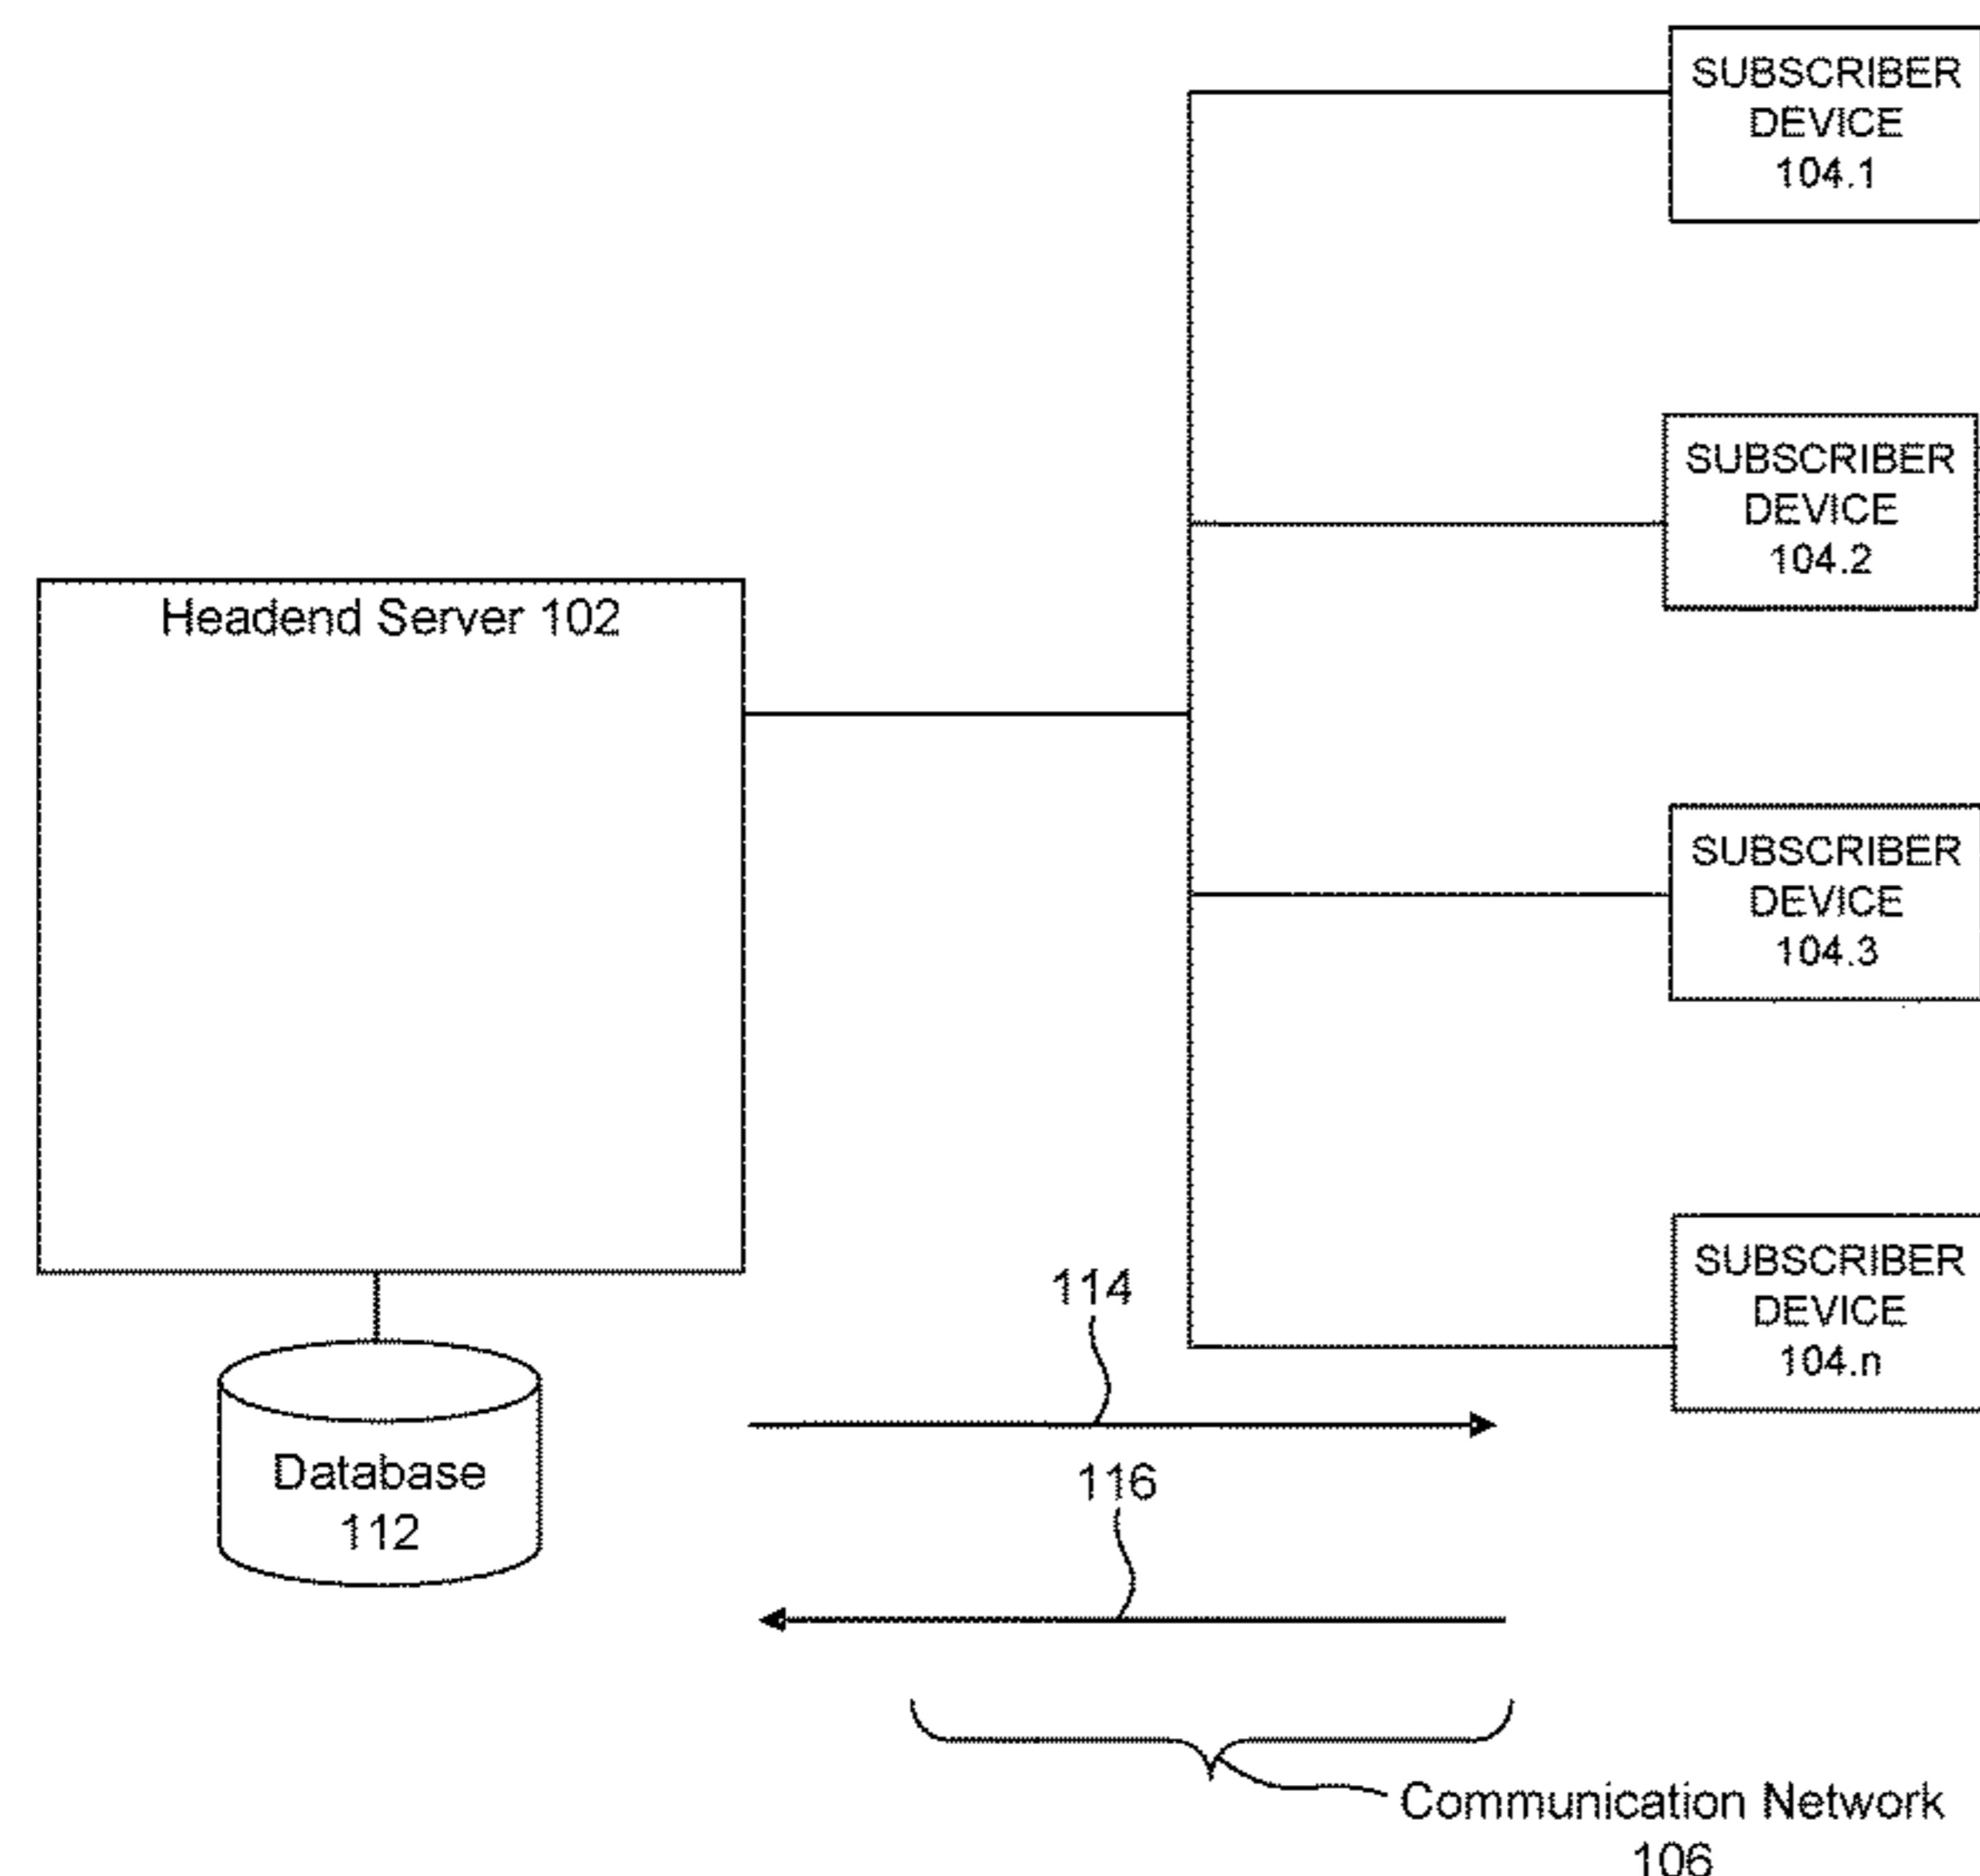 SUBSCRIBER
DEVICE
104.1
SUBSCRIBER
DEVICE
104.2
Headend Server 102
SUBSCRIBER
DEVICE
104.3
SUBSCRIBER
DEVICE
104.n
114
Database
112
116
Communication Network
106